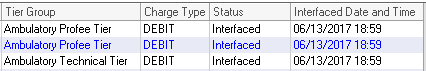 Tier Group Charge Type Status Interfaced Date and Time
Ambulatory Profee Tier DEBIT Interfaced 06/13/2017 18:59
Ambulatory Profee Tier DEBIT Interfaced 06/13/2017 18:59
Ambulatory Technical Tier DEBIT Interfaced 06/13/2017 18:59